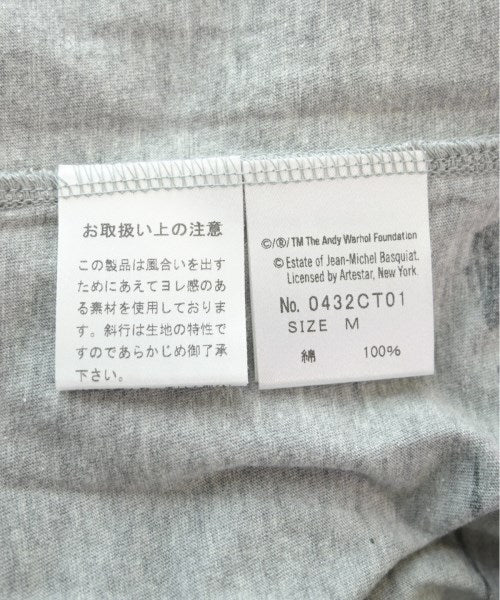 お取扱い上の注意
この製品は風合いを出す
ためにあえてヨレ感のあ
る素材を使用しておりま
す。斜行は生地の特性で
すのであらかじめ御了承
下さい。
©/®/TM The Andy Warhol Foundation
© Estate of Jean-Michel Basquiat.
Licensed by Artestar, New York.
No. 0432CT01
SIZE M
綿 100%